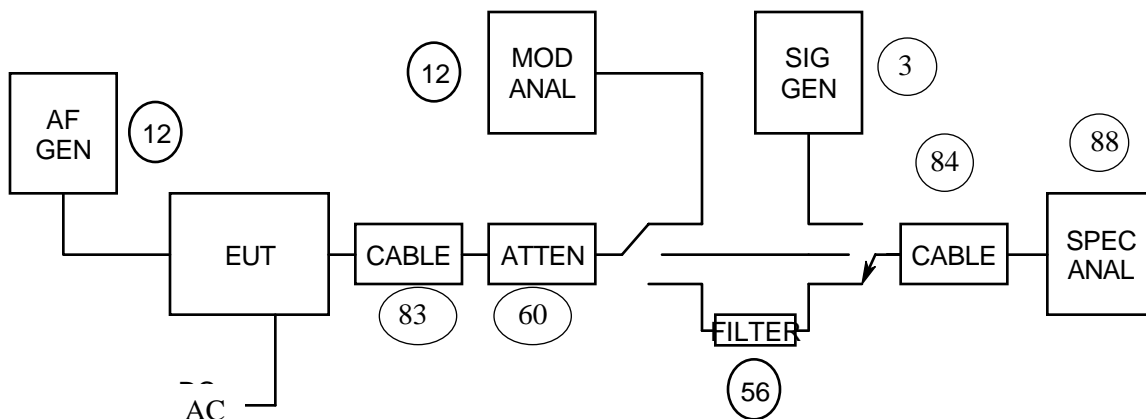 AF
GEN
12
12
MOD
ANAL
SIG
GEN
3
84
88
EUT
CABLE
83
ATTEN
60
FILTER
56
CABLE
SPEC
ANAL
AC